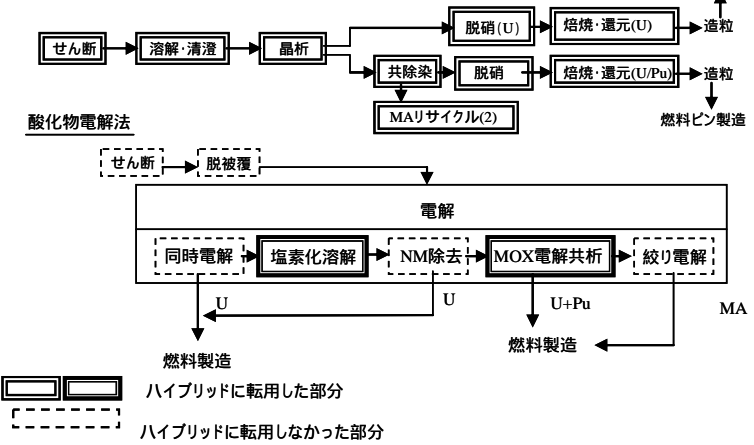 脱硝(U)
焙焼・還元(U)
造粒
せん断
溶解・清澄
晶析
共除染
脱硝
焙焼・還元(U/Pu)
造粒
MAリサイクル(2)
燃料ピン製造
酸化物電解法
せん断
脱被覆
電解
同時電解
塩素化溶解
NM除去
MOX電解共析
絞り電解
U
U
U+Pu
MA
燃料製造
燃料製造
ハイブリッドに転用した部分
ハイブリッドに転用しなかった部分